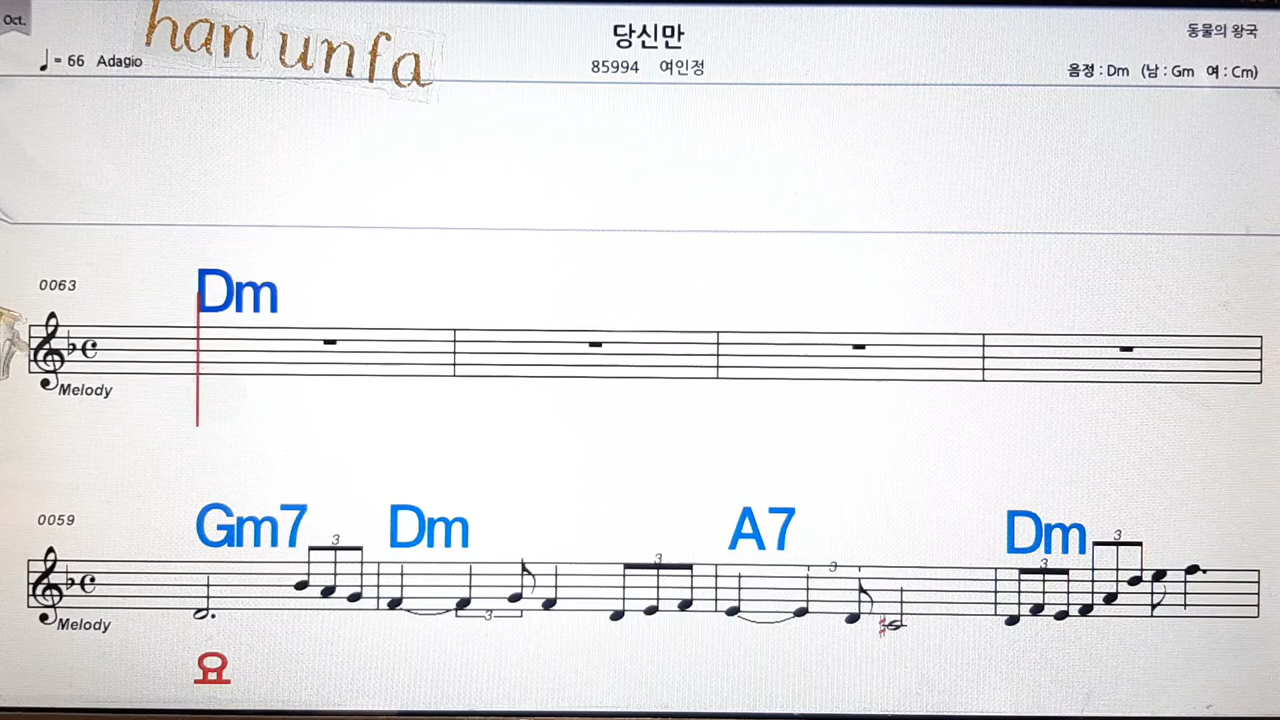 Oct.
han unfa
당신만
동물의 왕국
♩= 66 Adagio
85994 여인정
음정 : Dm (남 : Gm 여 : Cm)
0063
Dm
Melody
0059
Gm7 Dm A7 Dm
3 3 3 3 3 3
Melody
요